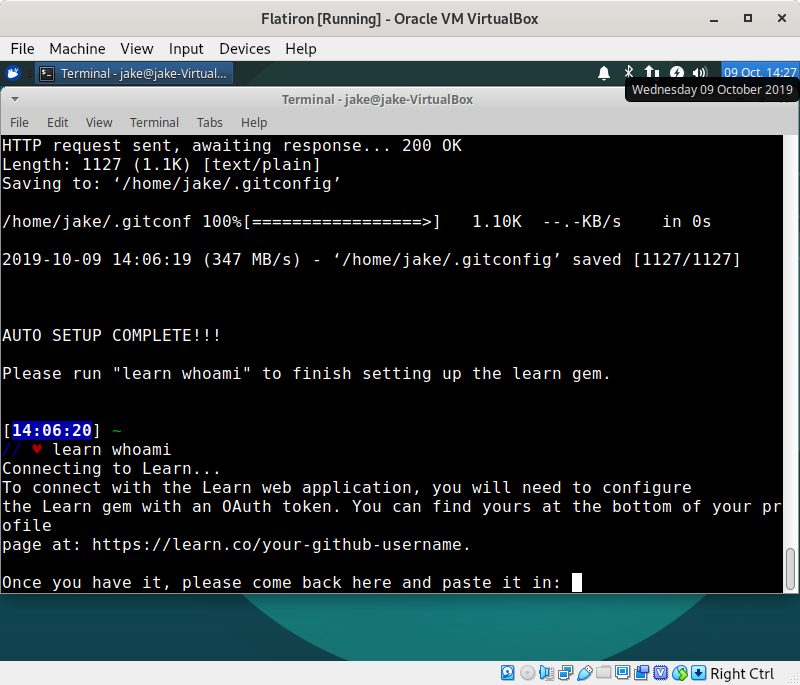 Flatiron [Running] - Oracle VM VirtualBox
File Machine View Input Devices Help
Terminal - jake@jake-Virtual...
09 Oct, 14:27
Wednesday 09 October 2019
Terminal - jake@jake-VirtualBox
File Edit View Terminal Tabs Help
HTTP request sent, awaiting response... 200 OK
Length: 1127 (1.1K) [text/plain]
Saving to: ‘/home/jake/.gitconfig’
/home/jake/.gitconf 100%[=================>] 1.10K --.-KB/s in 0s
2019-10-09 14:06:19 (347 MB/s) - ‘/home/jake/.gitconfig’ saved [1127/1127]
AUTO SETUP COMPLETE!!!
Please run "learn whoami" to finish setting up the learn gem.
[14:06:20] ~
// ♥ learn whoami
Connecting to Learn...
To connect with the Learn web application, you will need to configure
the Learn gem with an OAuth token. You can find yours at the bottom of your pr
ofile
page at: https://learn.co/your-github-username.
Once you have it, please come back here and paste it in:
Right Ctrl